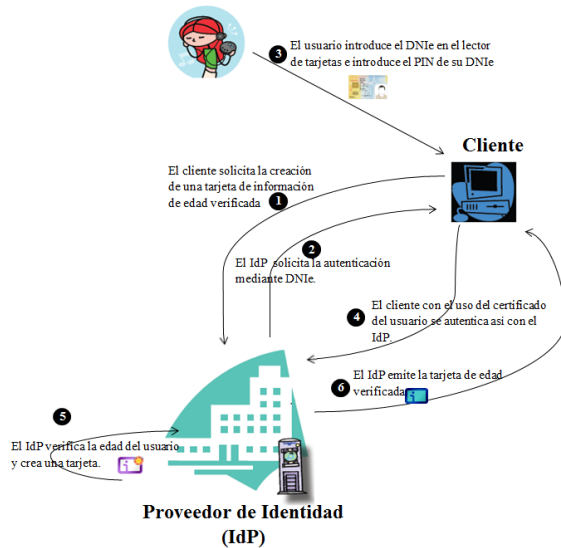 3 El usuario introduce el DNIe en el lector
de tarjetas e introduce el PIN de su DNIe
Cliente
El cliente solicita la creación
de una tarjeta de información
de edad verificada 1
2
El IdP solicita la autenticación
mediante DNIe.
El cliente con el uso del certificado
4 del usuario se autentica así con el
IdP.
El IdP emite la tarjeta de edad
6 verificada
5
El IdP verifica la edad del usuario
y crea una tarjeta.
Proveedor de Identidad
(IdP)